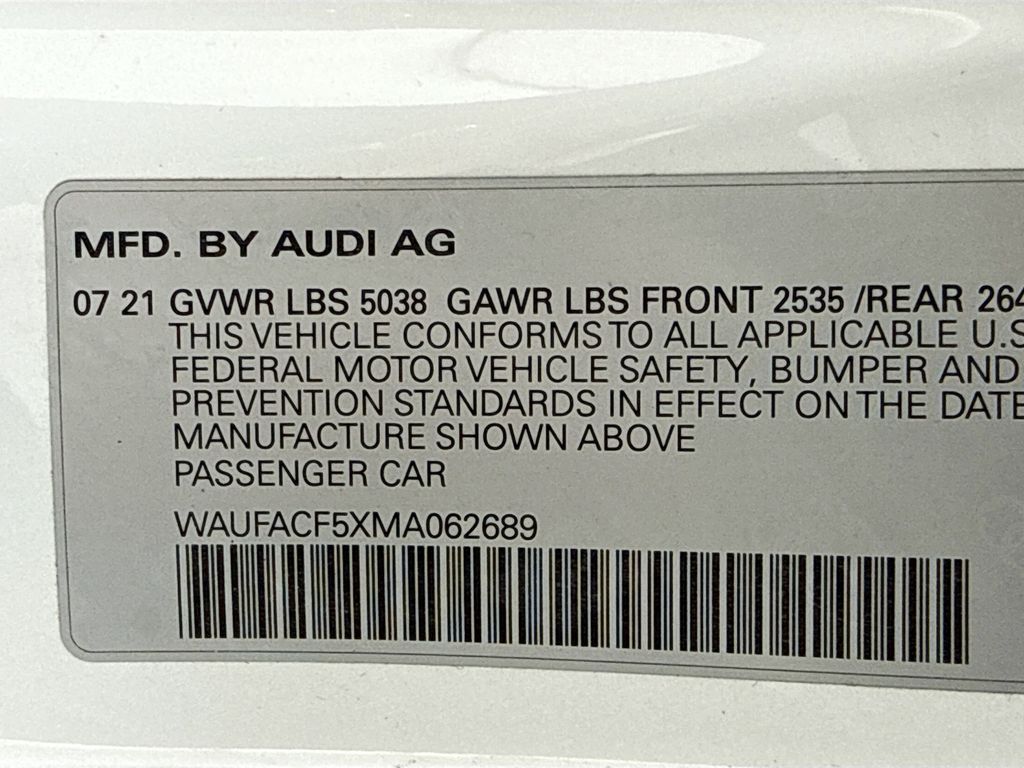 MFD. BY AUDI AG
07 21 GVWR LBS 5038 GAWR LBS FRONT 2535 /REAR 264
THIS VEHICLE CONFORMS TO ALL APPLICABLE U.S
FEDERAL MOTOR VEHICLE SAFETY, BUMPER AND
PREVENTION STANDARDS IN EFFECT ON THE DATE
MANUFACTURE SHOWN ABOVE
PASSENGER CAR
WAUFACF5XMA062689